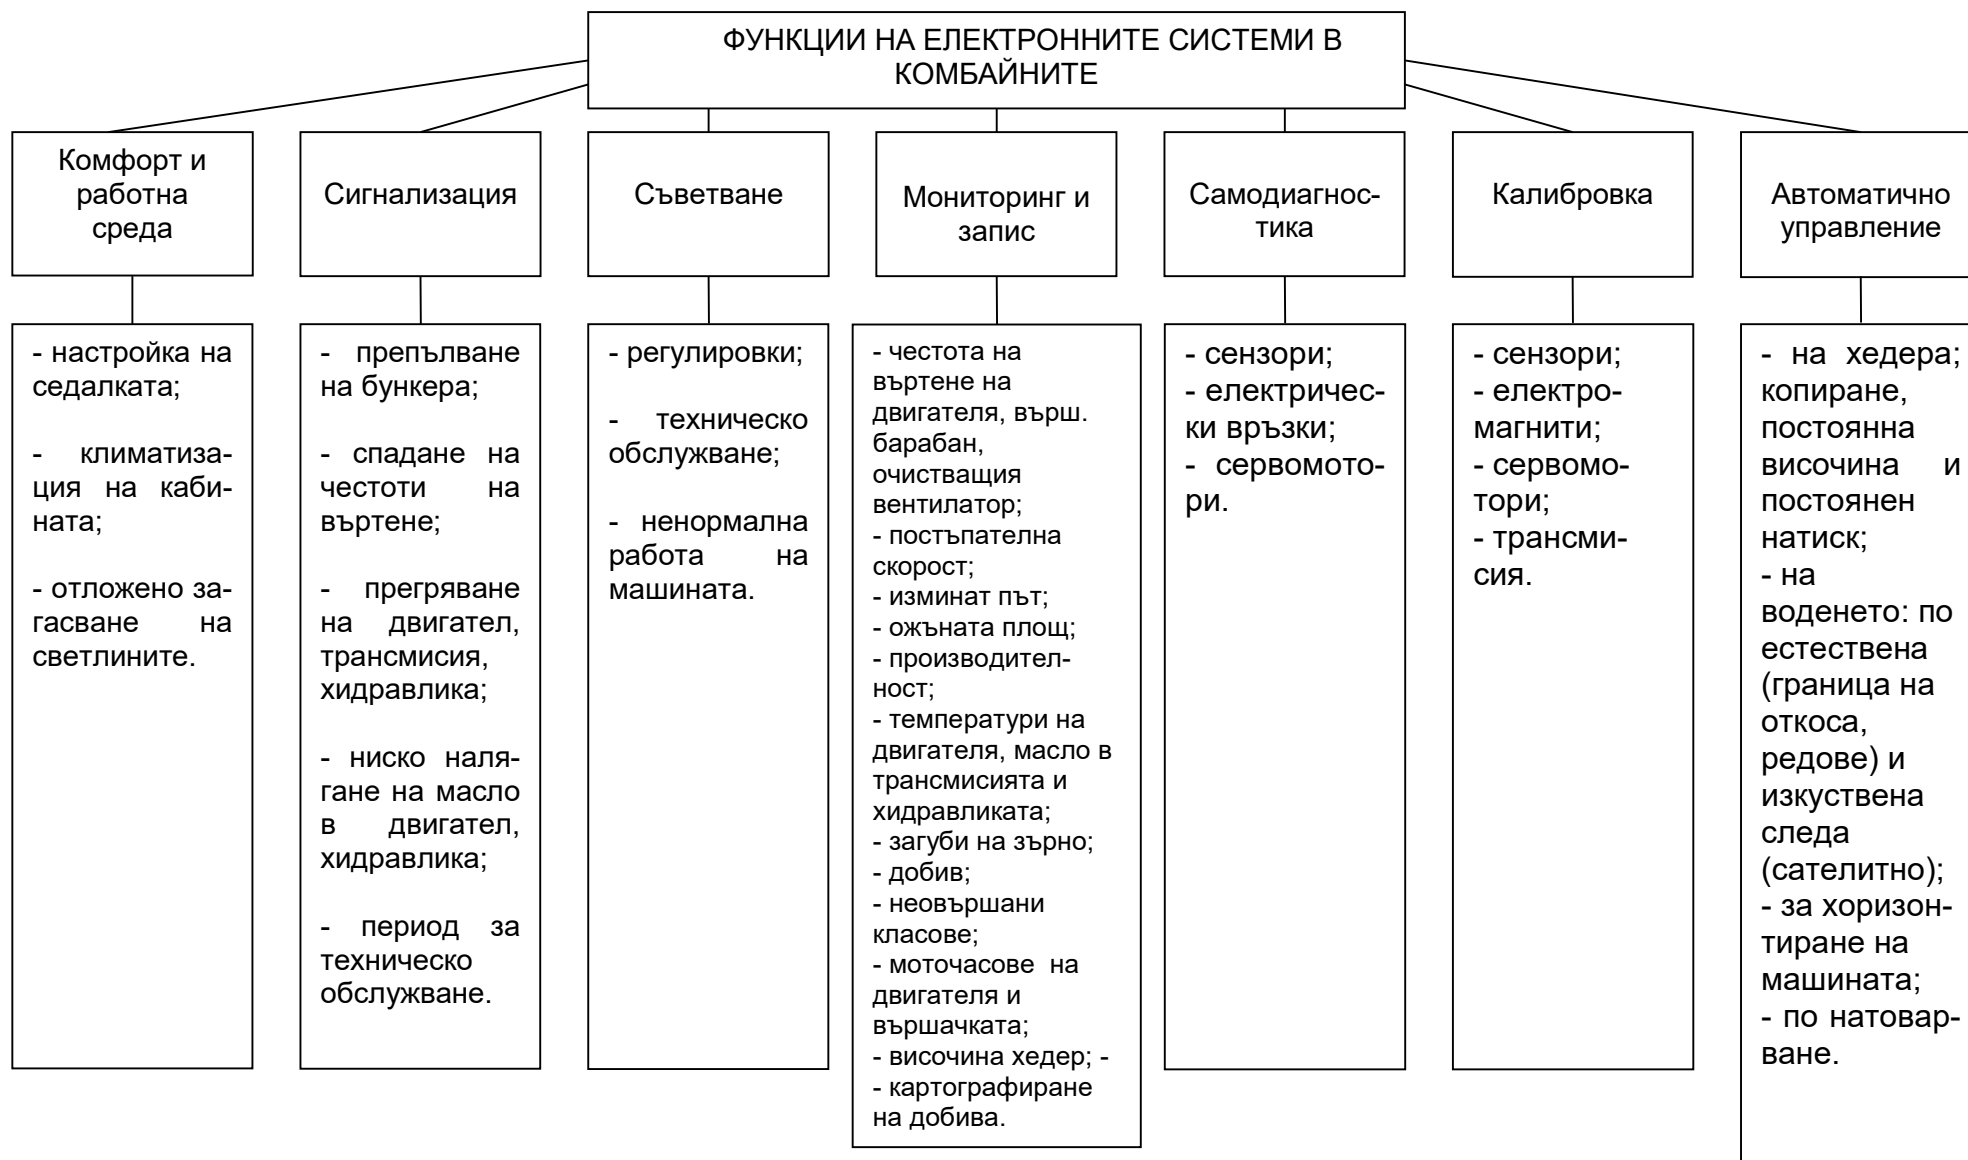 ФУНКЦИИ НА ЕЛЕКТРОННИТЕ СИСТЕМИ В
КОМБАЙНИТЕ
Комфорт и
работна
среда
Сигнализация
Съветване
Мониторинг и
запис
Самодиагнос-
тика
Калибровка
Автоматично
управление
- настройка на
седалката;
- климатиза-
ция на каби-
ната;
- отложено за-
гасване на
светлините.
- препълване
на бункера;
- спадане на
честоти на
въртене;
- прегряване
на двигател,
трансмисия,
хидравлика;
- ниско наля-
гане на масло
в двигател,
хидравлика;
- период за
техническо
обслужване.
- регулировки;
- техническо
обслужване;
- ненормална
работа на
машината.
- честота на
въртене на
двигателя, върш.
барабан,
очистващия
вентилатор;
- постъпателна
скорост;
- изминат път;
- ожъната площ;
- производител-
ност;
- температури на
двигателя, масло в
трансмисията и
хидравликата;
- загуби на зърно;
- добив;
- неовършани
класове;
- моточасове на
двигателя и
вършачката;
- височина хедер; -
- картографиране
на добива.
- сензори;
- електричес-
ки връзки;
- сервомото-
ри.
- сензори;
- електро-
магнити;
- сервомо-
тори;
- трансми-
сия.
- на хедера;
копиране,
постоянна
височина и
постоянен
натиск;
- на
воденето: по
естествена
(граница на
откоса,
редове) и
изкуствена
следа
(сателитно);
- за хоризон-
тиране на
машината;
- по натовар-
ване.